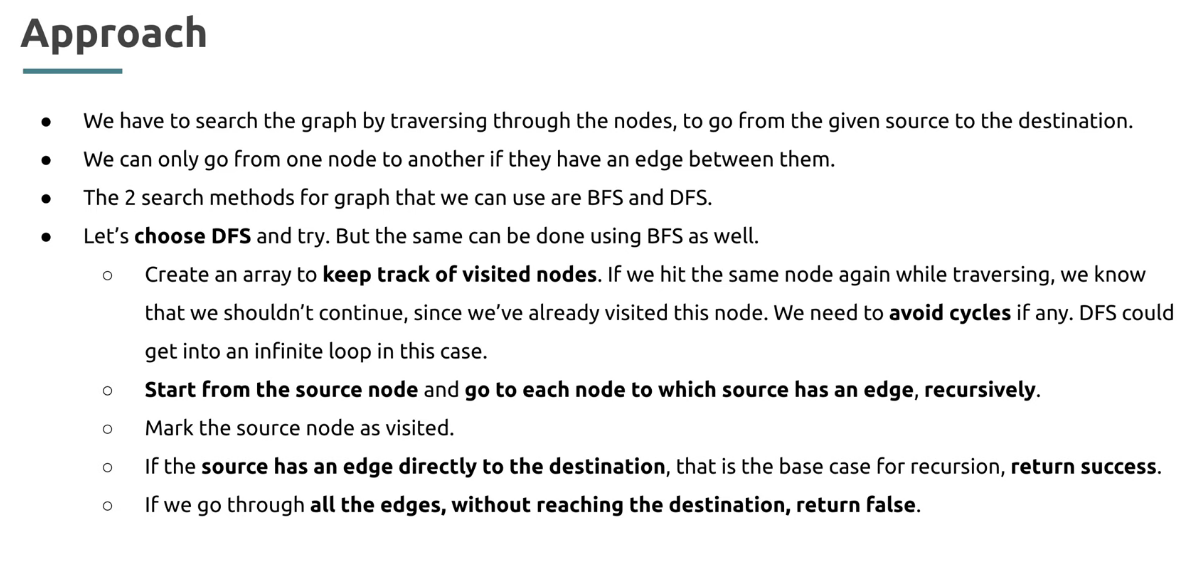 Approach
● We have to search the graph by traversing through the nodes, to go from the given source to the destination.
● We can only go from one node to another if they have an edge between them.
● The 2 search methods for graph that we can use are BFS and DFS.
● Let’s choose DFS and try. But the same can be done using BFS as well.
○ Create an array to keep track of visited nodes. If we hit the same node again while traversing, we know
that we shouldn’t continue, since we’ve already visited this node. We need to avoid cycles if any. DFS could
get into an infinite loop in this case.
○ Start from the source node and go to each node to which source has an edge, recursively.
○ Mark the source node as visited.
○ If the source has an edge directly to the destination, that is the base case for recursion, return success.
○ If we go through all the edges, without reaching the destination, return false.